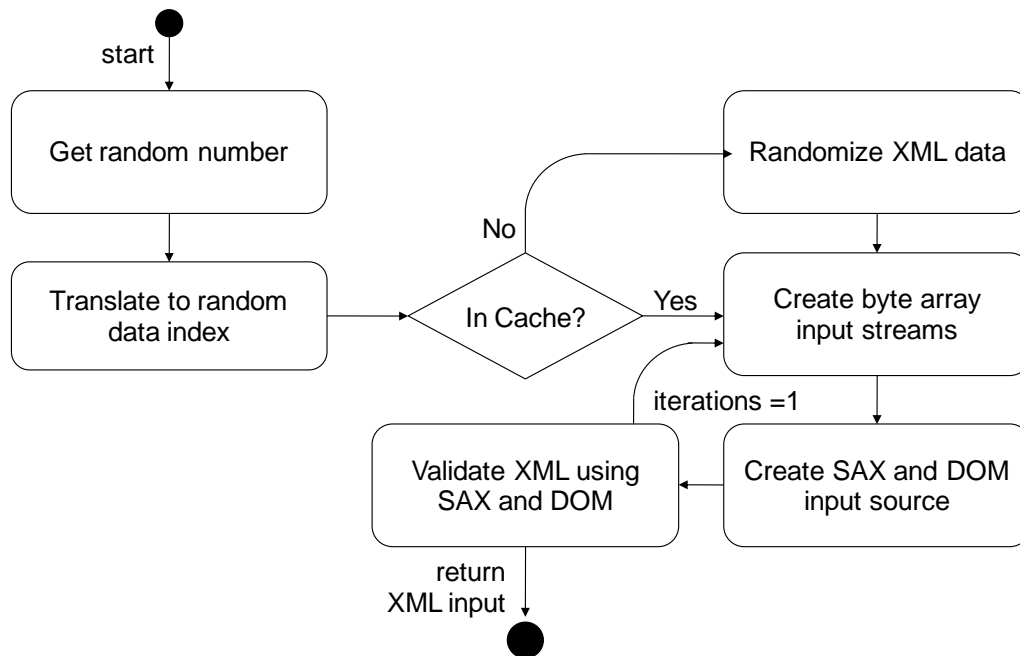 start
Get random number
Randomize XML data
No
Translate to random
data index
In Cache?
Yes
Create byte array
input streams
iterations =1
Validate XML using
SAX and DOM
Create SAX and DOM
input source
return
XML input